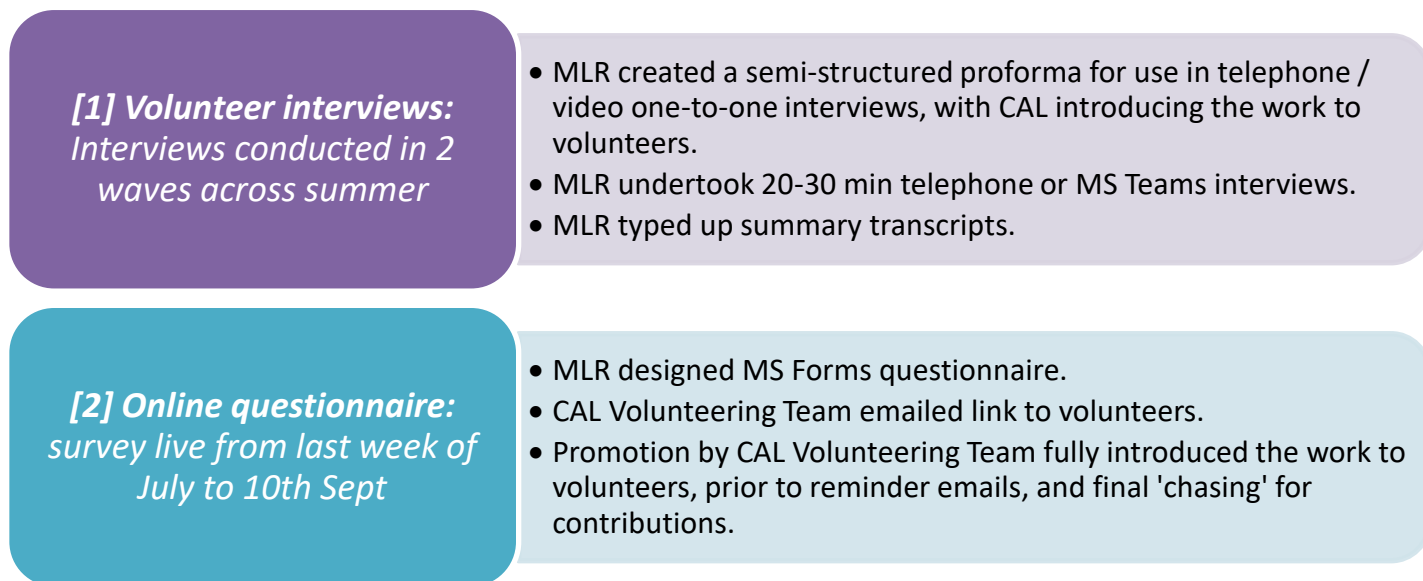 [1] Volunteer interviews:
Interviews conducted in 2
waves across summer
• MLR created a semi-structured proforma for use in telephone /
video one-to-one interviews, with CAL introducing the work to
volunteers.
• MLR undertook 20-30 min telephone or MS Teams interviews.
• MLR typed up summary transcripts.
[2] Online questionnaire:
survey live from last week of
July to 10th Sept
• MLR designed MS Forms questionnaire.
• CAL Volunteering Team emailed link to volunteers.
• Promotion by CAL Volunteering Team fully introduced the work to
volunteers, prior to reminder emails, and final 'chasing' for
contributions.